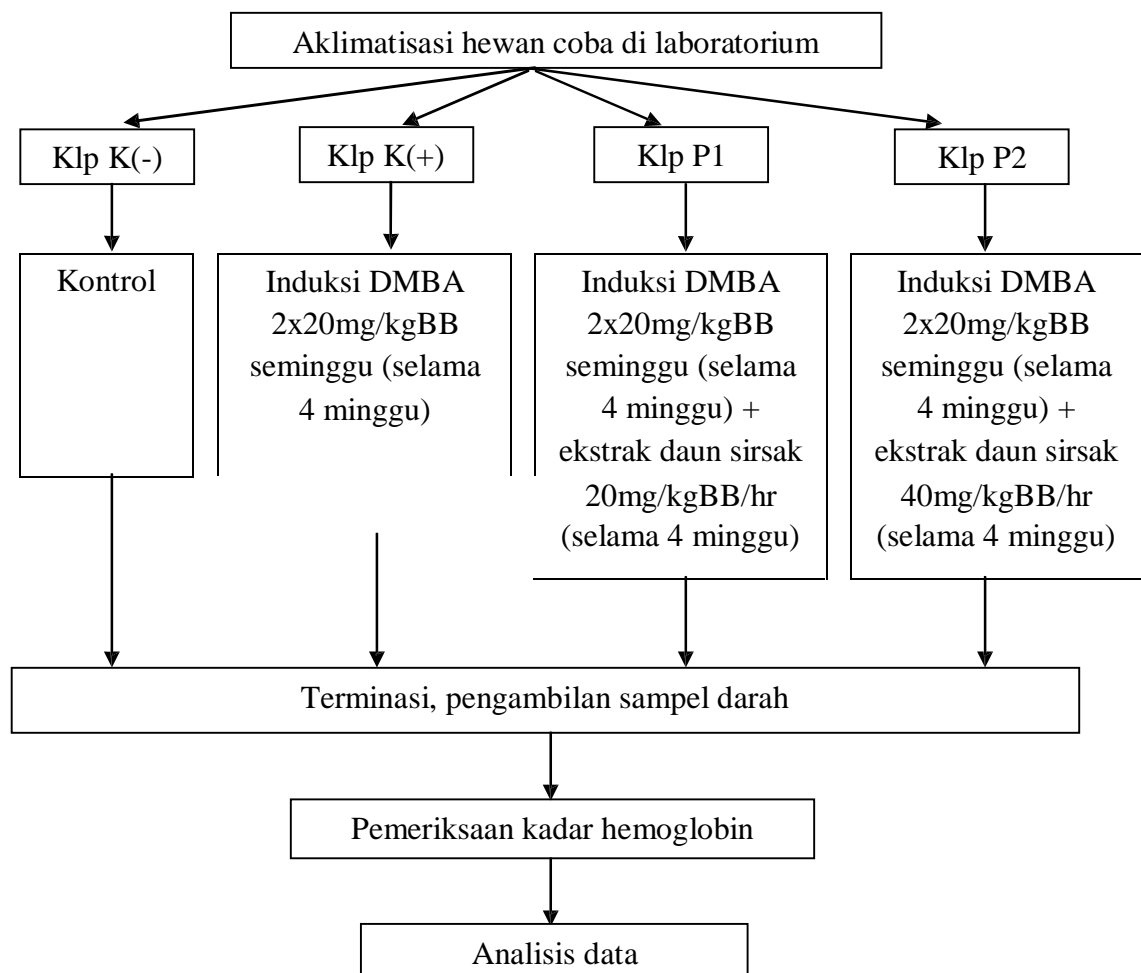 Aklimatisasi hewan coba di laboratorium
Klp K(-)
Klp K(+)
Klp P1
Klp P2
Kontrol
Induksi DMBA
2x20mg/kgBB
seminggu (selama
4 minggu)
Induksi DMBA
2x20mg/kgBB
seminggu (selama
4 minggu) +
ekstrak daun sirsak
20mg/kgBB/hr
(selama 4 minggu)
Induksi DMBA
2x20mg/kgBB
seminggu (selama
4 minggu) +
ekstrak daun sirsak
40mg/kgBB/hr
(selama 4 minggu)
Terminasi, pengambilan sampel darah
Pemeriksaan kadar hemoglobin
Analisis data